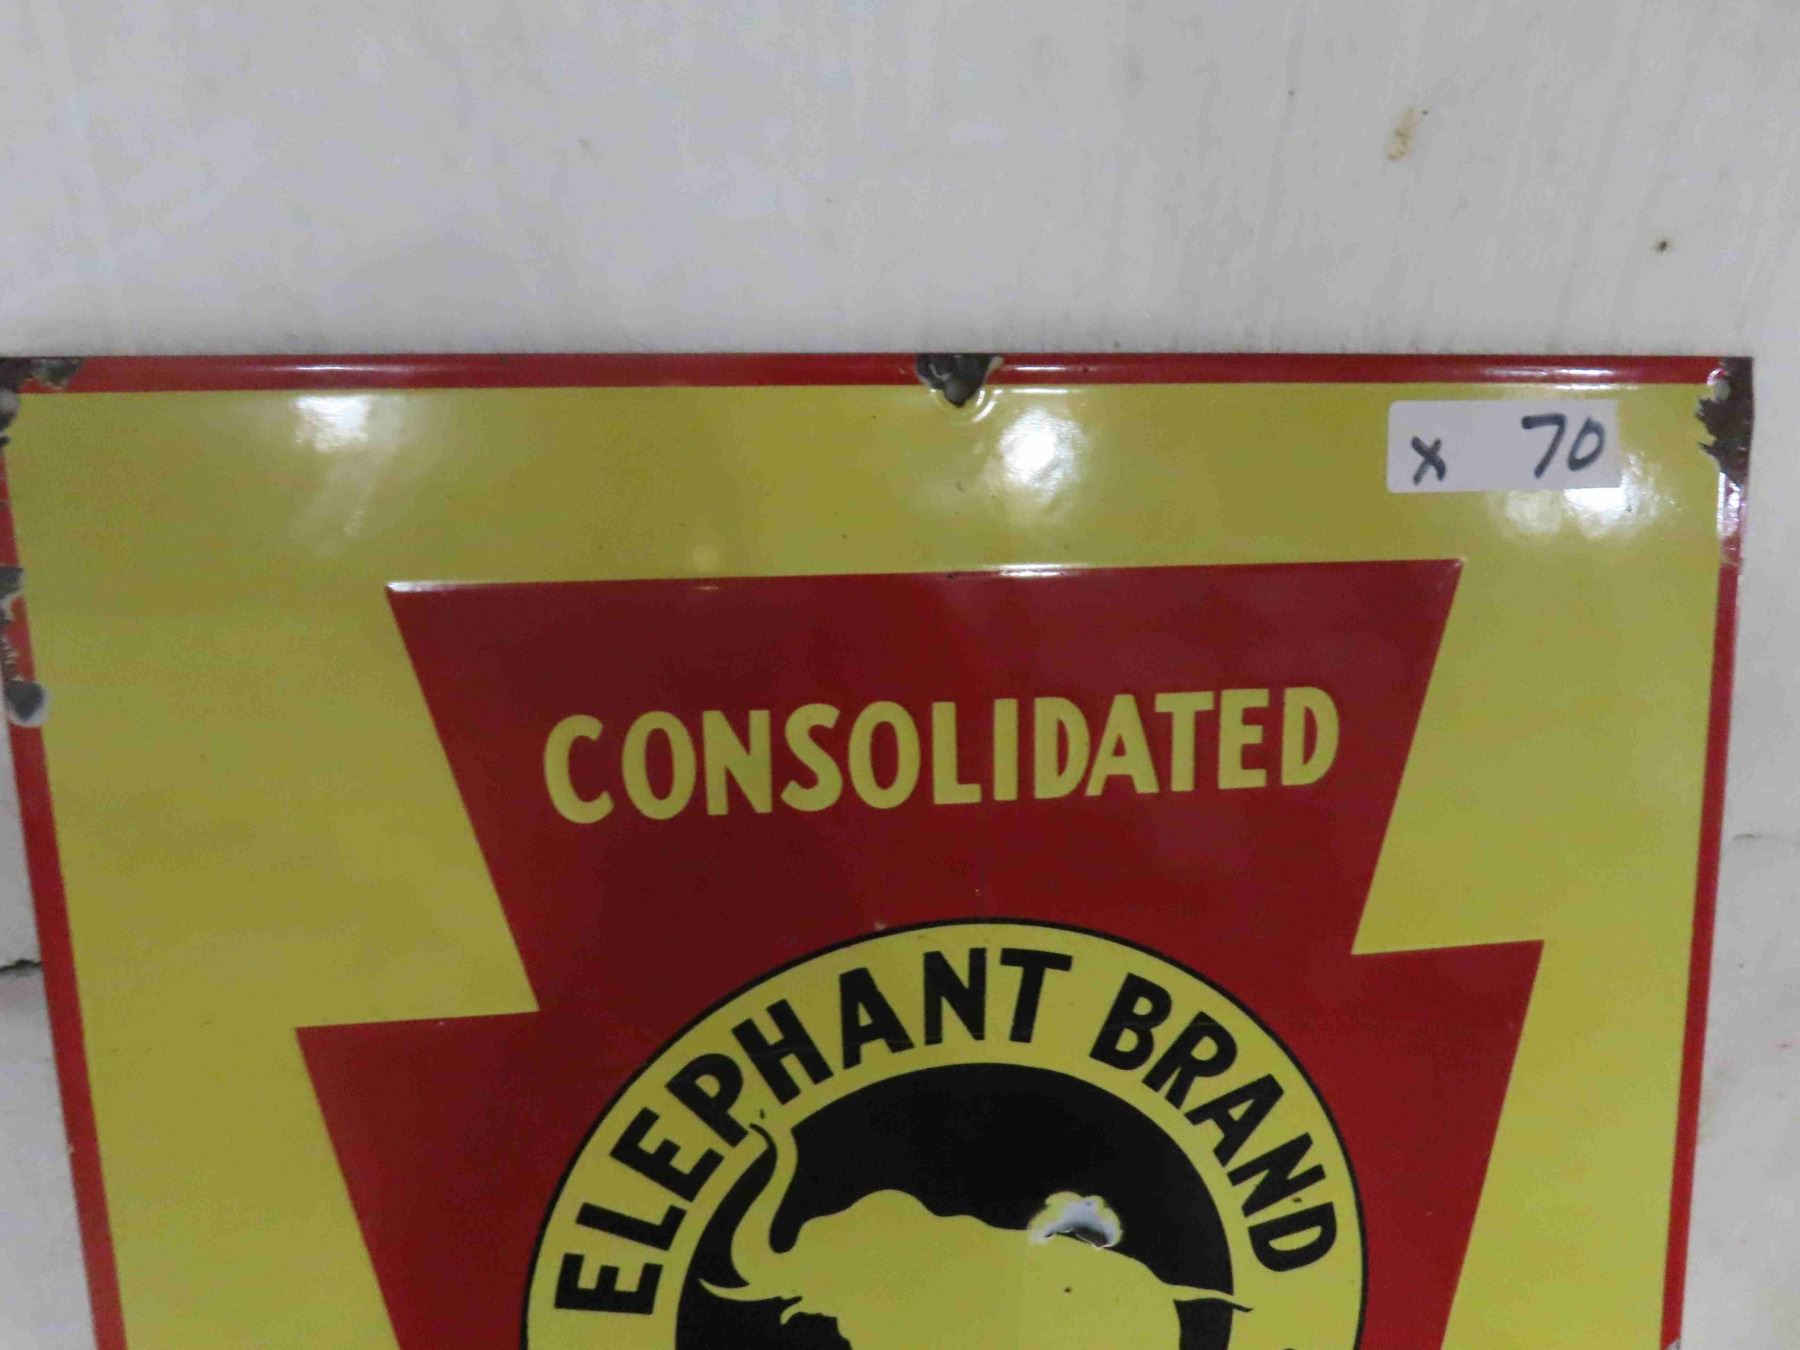 x 70
CONSOLIDATED
ELEPHANT BRAND